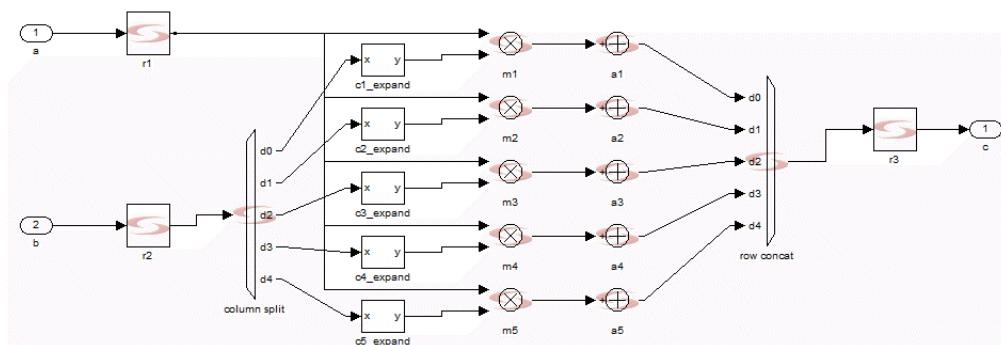 1
a
r1
x y
c1_expand
m1
+
a1
x y
c2_expand
m2
a2
x y
c3_expand
m3
+
a3
x y
c4_expand
m4
+
a4
x y
c5_expand
m5
+
a5
2
b
r2
d0
d1
d2
d3
d4
column split
d0
d1
d2
d3
d4
row concat
r3
1
c